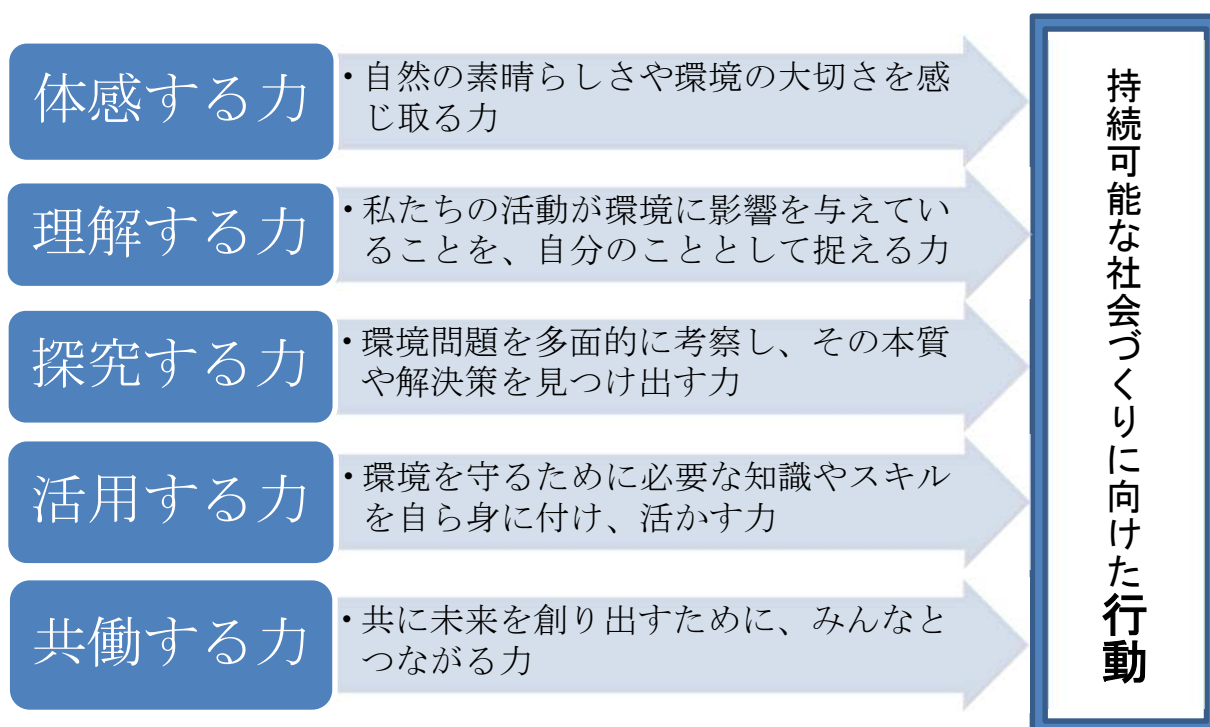 体感する力
・自然の素晴らしさや環境の大切さを感
じ取る力
理解する力
・私たちの活動が環境に影響を与えてい
ることを、自分のこととして捉える力
探究する力
・環境問題を多面的に考察し、その本質
や解決策を見つけ出す力
活用する力
・環境を守るために必要な知識やスキル
を自ら身に付け、活かす力
共働する力
・共に未来を創り出すために、みんなと
つながる力
持続可能な社会づくりに向けた行動